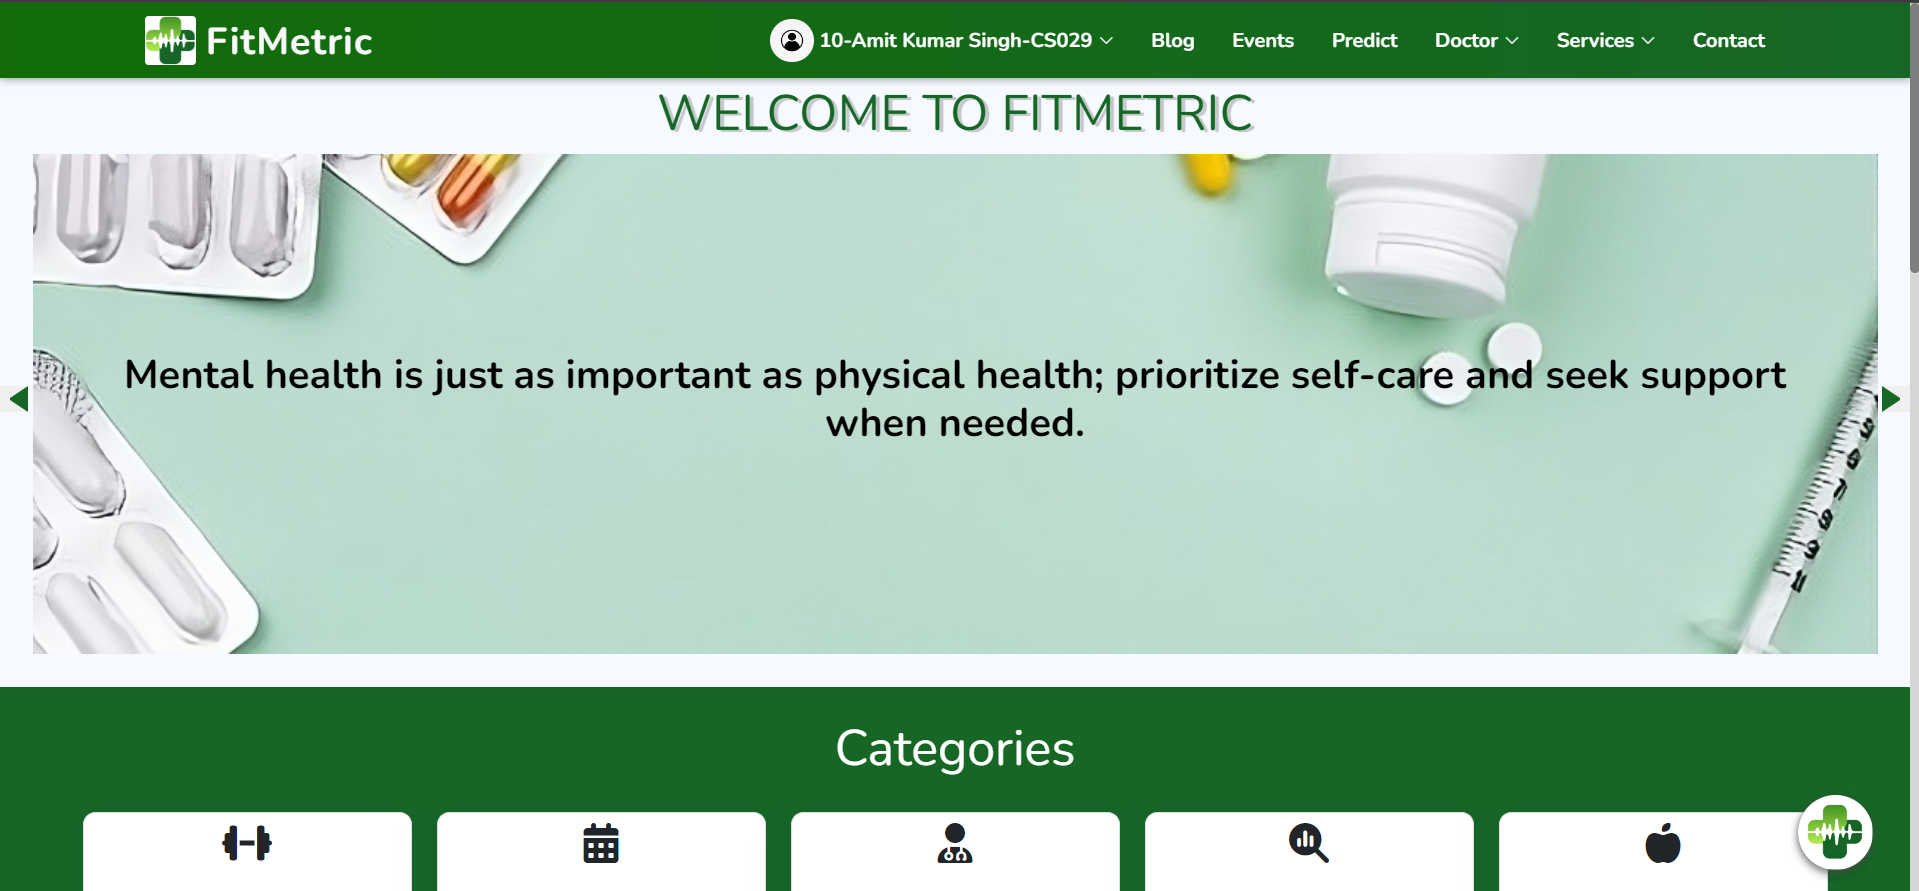 FitMetric
10-Amit Kumar Singh-CS029
Blog
Events
Predict
Doctor
Services
Contact
WELCOME TO FITMETRIC
Mental health is just as important as physical health; prioritize self-care and seek support
when needed.
Categories